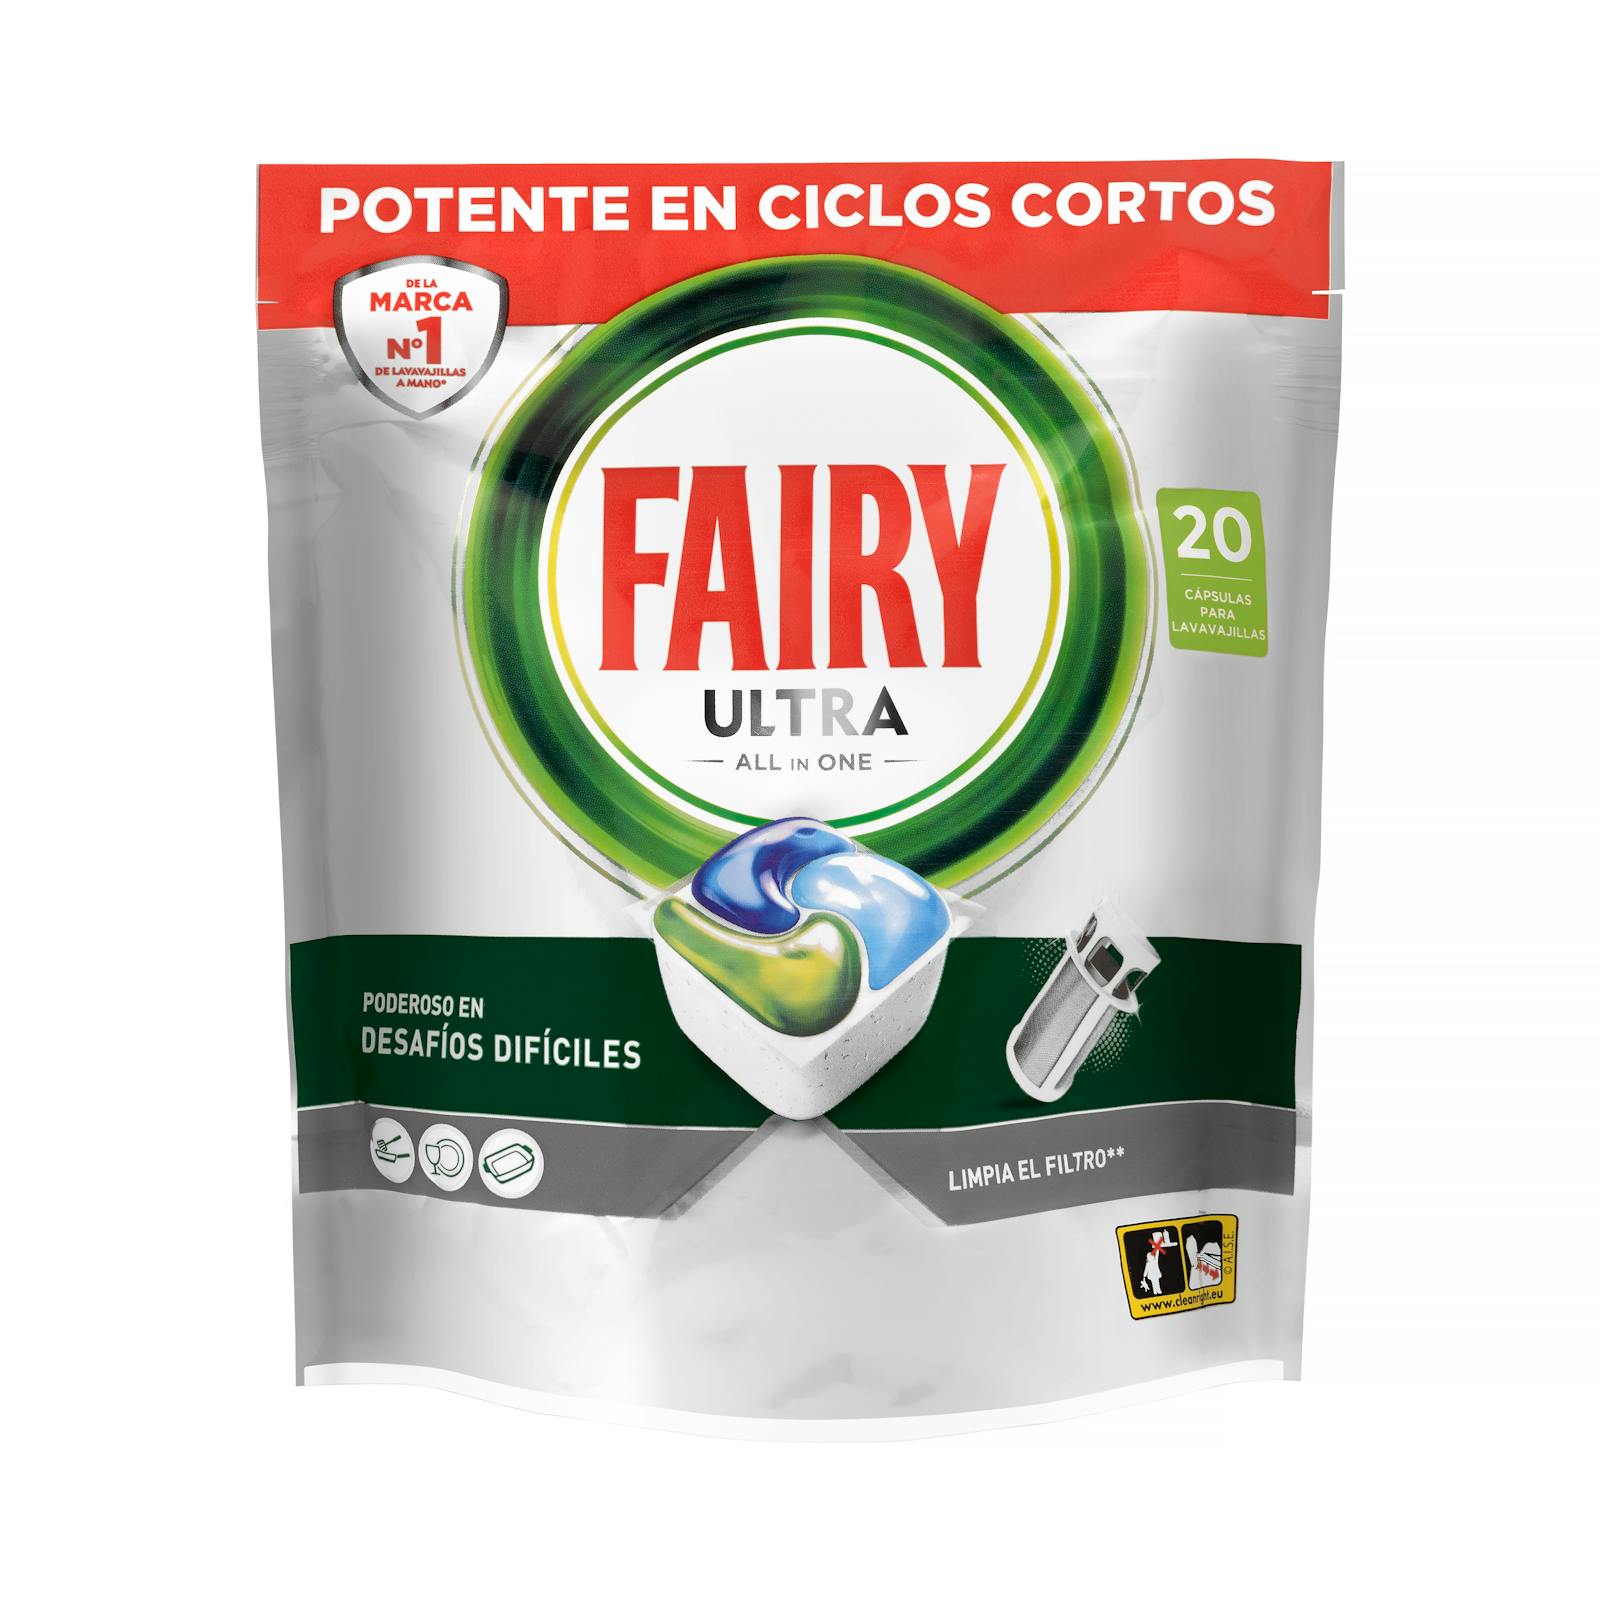 POTENTE EN CICLOS CORTOS
DE LA
MARCA
Nº1
DE LAVAVAJILLAS
A MANO*
FAIRY
ULTRA
ALL IN ONE
20
CÁPSULAS
PARA
LAVAVAJILLAS
PODEROSO EN
DESAFÍOS DIFÍCILES
LIMPIA EL FILTRO**
© A.I.S.E.
www.cleanright.eu